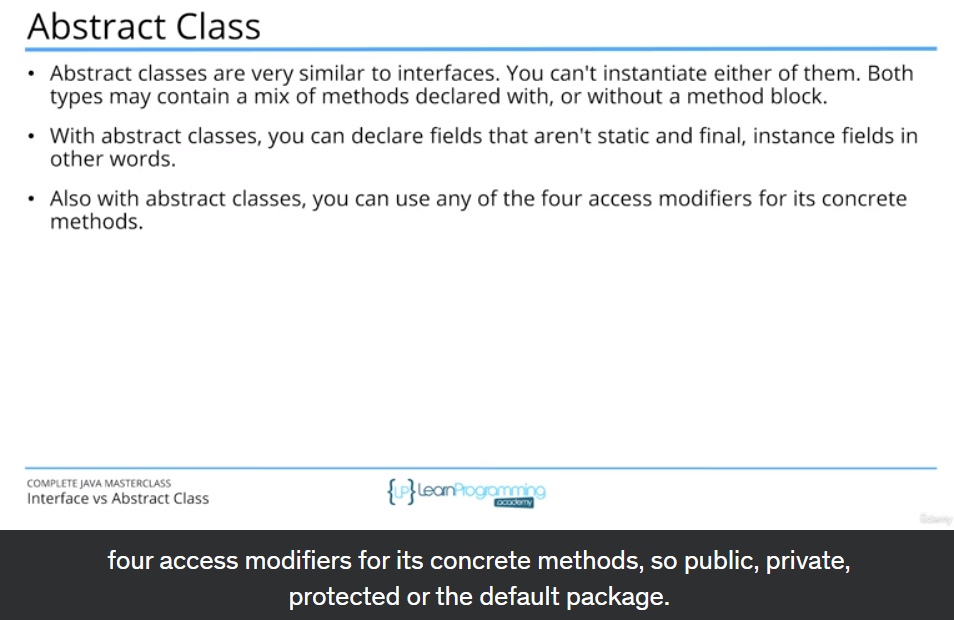 Abstract Class
• Abstract classes are very similar to interfaces. You can't instantiate either of them. Both
types may contain a mix of methods declared with, or without a method block.
• With abstract classes, you can declare fields that aren't static and final, instance fields in
other words.
• Also with abstract classes, you can use any of the four access modifiers for its concrete
methods.
COMPLETE JAVA MASTERCLASS
Interface vs Abstract Class
{LP} LearnProgramming
academy
Udemy
four access modifiers for its concrete methods, so public, private,
protected or the default package.